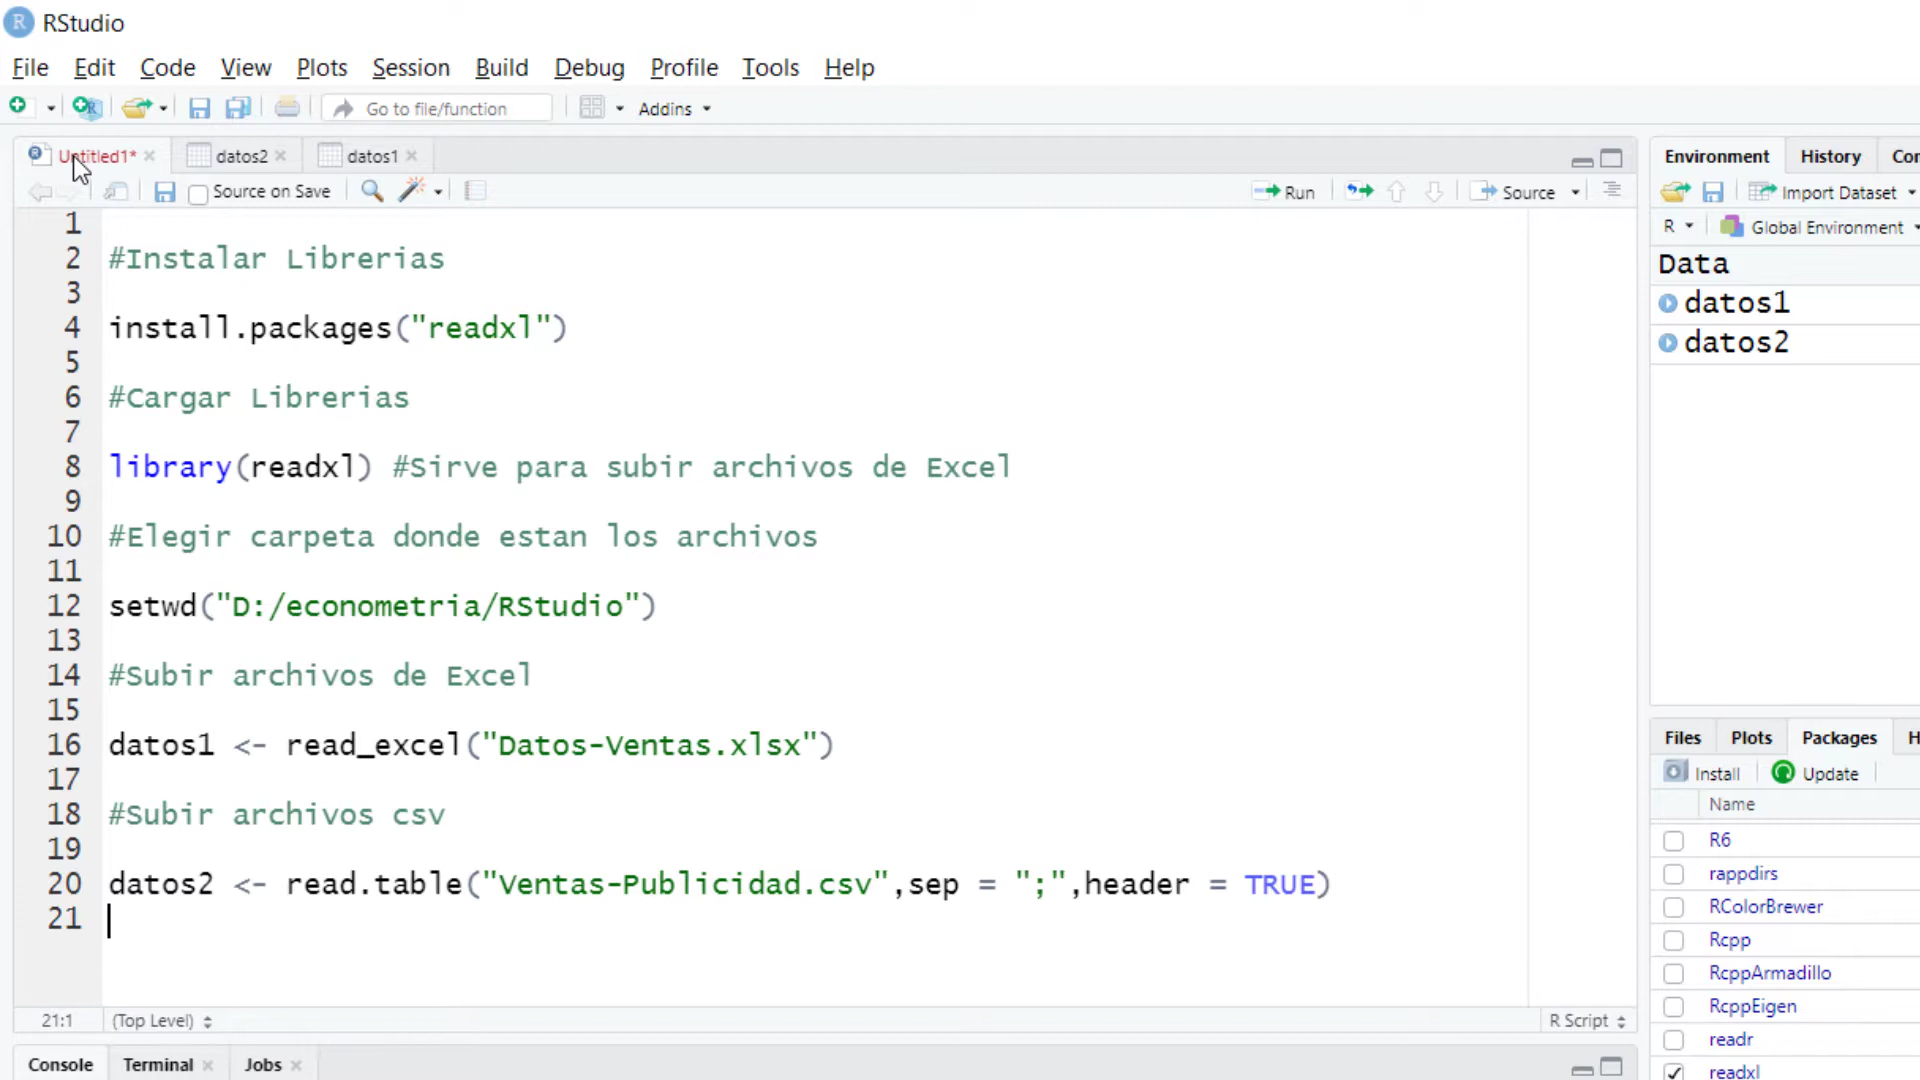 RStudio
File Edit Code View Plots Session Build Debug Profile Tools Help
Go to file/function Addins
Untitled1* datos2 datos1
Source on Save Run Source
1
2 #Instalar Librerias
3
4 install.packages("readxl")
5
6 #Cargar Librerias
7
8 library(readxl) #Sirve para subir archivos de Excel
9
10 #Elegir carpeta donde estan los archivos
11
12 setwd("D:/econometria/RStudio")
13
14 #Subir archivos de Excel
15
16 datos1 <- read_excel("Datos-Ventas.xlsx")
17
18 #Subir archivos csv
19
20 datos2 <- read.table("Ventas-Publicidad.csv",sep = ";",header = TRUE)
21
21:1 (Top Level) R Script
Console Terminal Jobs
Environment History Co
Import Dataset
R Global Environment
Data
datos1
datos2
Files Plots Packages H
Install Update
Name
R6
rappdirs
RColorBrewer
Rcpp
RcppArmadillo
RcppEigen
readr
readxl